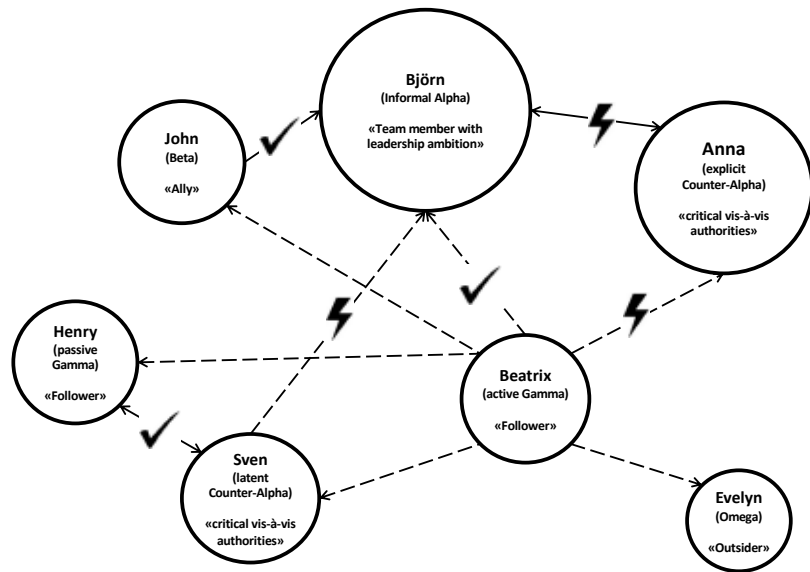 Björn
(Informal Alpha)
«Team member with
leadership ambition»
John
(Beta)
«Ally»
Anna
(explicit
Counter-Alpha)
«critical vis-à-vis
authorities»
Henry
(passive
Gamma)
«Follower»
Beatrix
(active Gamma)
«Follower»
Sven
(latent
Counter-Alpha)
«critical vis-à-vis
authorities»
Evelyn
(Omega)
«Outsider»